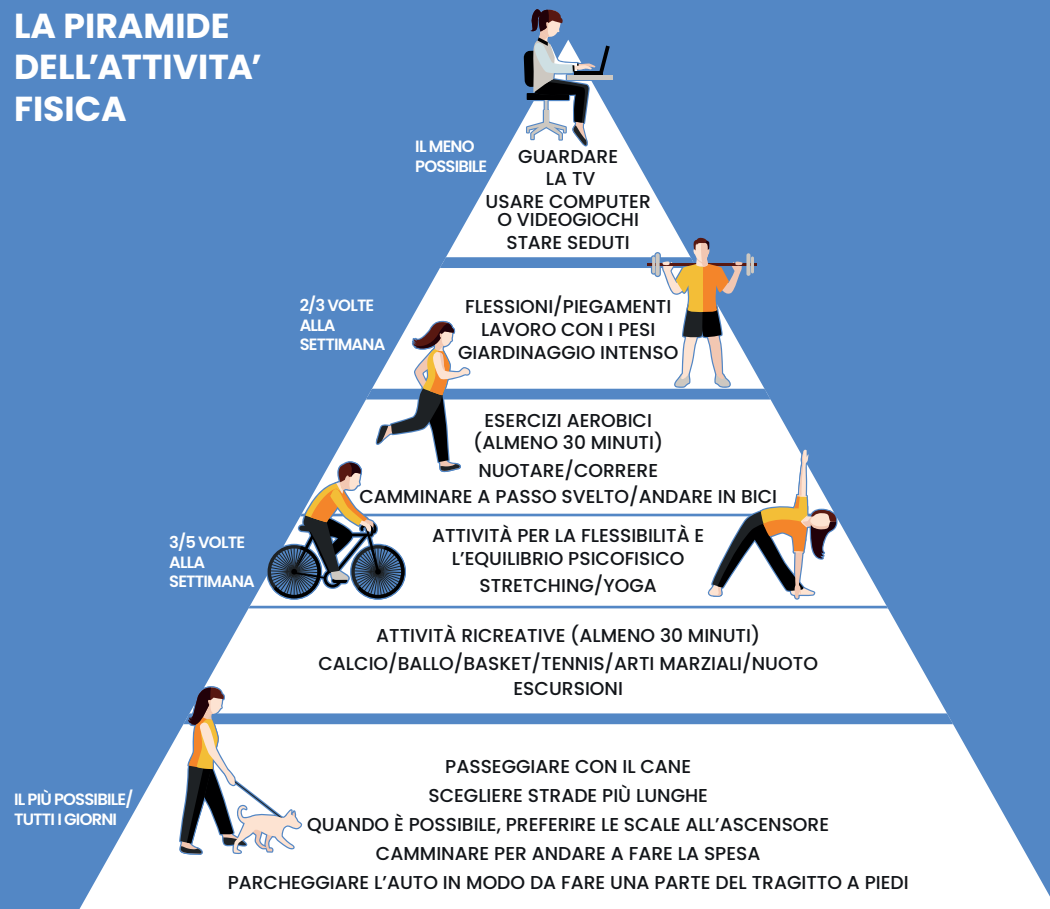 LA PIRAMIDE
DELL'ATTIVITA'
FISICA
IL MENO
POSSIBILE
GUARDARE
LA TV
USARE COMPUTER
O VIDEOGIOCHI
STARE SEDUTI
2/3 VOLTE
ALLA
SETTIMANA
FLESSIONI/PIEGAMENTI
LAVORO CON I PESI
GIARDINAGGIO INTENSO
ESERCIZI AEROBICI
(ALMENO 30 MINUTI)
NUOTARE/CORRERE
CAMMINARE A PASSO SVELTO/ANDARE IN BICI
3/5 VOLTE
ALLA
SETTIMANA
ATTIVITÀ PER LA FLESSIBILITÀ E
L'EQUILIBRIO PSICOFISICO
STRETCHING/YOGA
ATTIVITÀ RICREATIVE (ALMENO 30 MINUTI)
CALCIO/BALLO/BASKET/TENNIS/ARTI MARZIALI/NUOTO
ESCURSIONI
IL PIÙ POSSIBILE/
TUTTI I GIORNI
PASSEGGIARE CON IL CANE
SCEGLIERE STRADE PIÙ LUNGHE
QUANDO È POSSIBILE, PREFERIRE LE SCALE ALL'ASCENSORE
CAMMINARE PER ANDARE A FARE LA SPESA
PARCHEGGIARE L'AUTO IN MODO DA FARE UNA PARTE DEL TRAGITTO A PIEDI